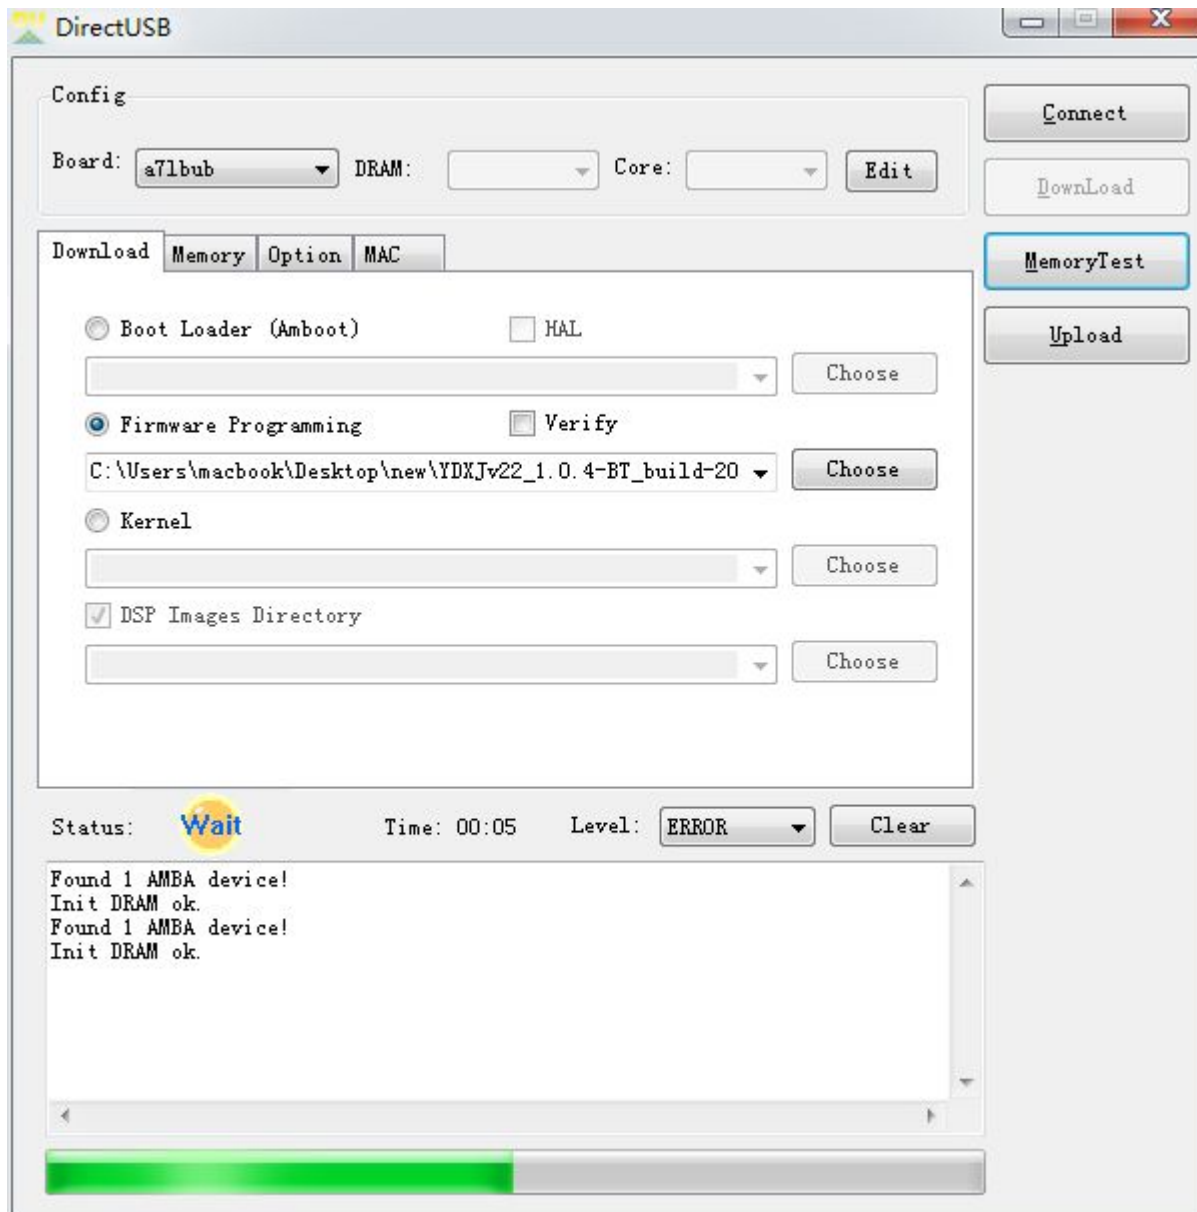 DirectUSB
Config
Board: a7lbub DRAM: Core: Edit
Connect
DownLoad
MemoryTest
Upload
Download Memory Option MAC
Boot Loader (Amboot) HAL
Choose
Firmware Programming Verify
C:\Users\macbook\Desktop\new\YDXJv22_1.0.4-BT_build-20 Choose
Kernel
Choose
DSP Images Directory
Choose
Status: Wait Time: 00:05 Level: ERROR Clear
Found 1 AMBA device!
Init DRAM ok.
Found 1 AMBA device!
Init DRAM ok.